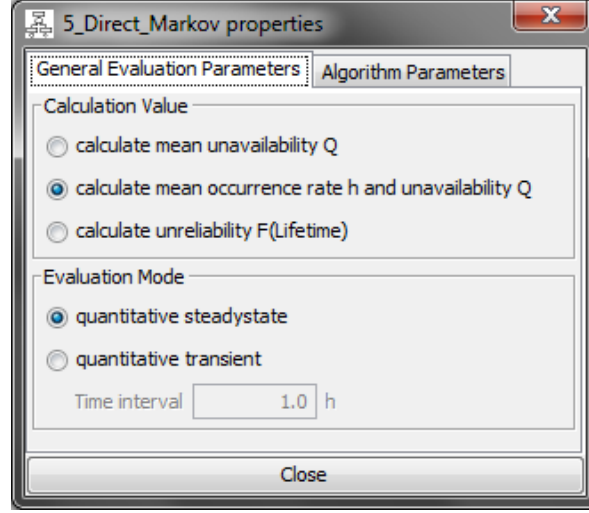 5_Direct_Markov properties
General Evaluation Parameters Algorithm Parameters
Calculation Value
calculate mean unavailability Q
calculate mean occurrence rate h and unavailability Q
calculate unreliability F(Lifetime)
Evaluation Mode
quantitative steadystate
quantitative transient
Time interval 1.0 h
Close